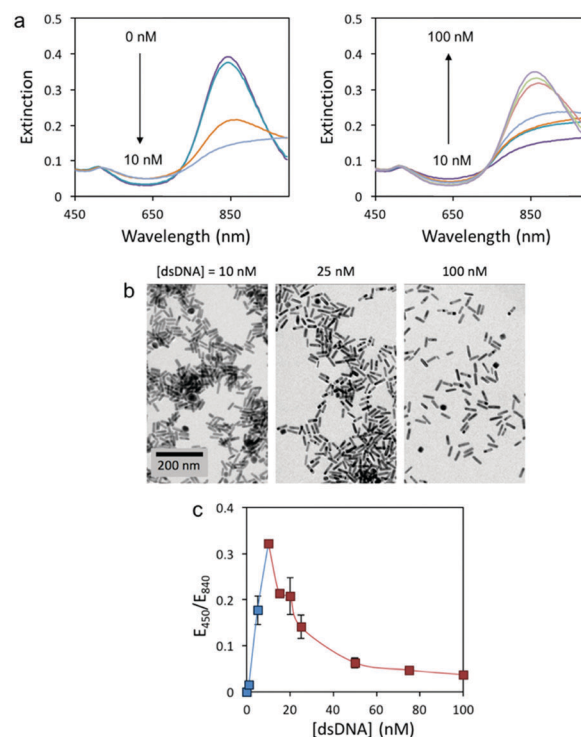 a
0 nM
10 nM
Extinction
0.5
0.4
0.3
0.2
0.1
0
450
650
850
Wavelength (nm)
100 nM
10 nM
Extinction
0.5
0.4
0.3
0.2
0.1
0
450
650
850
Wavelength (nm)
b
[dsDNA] = 10 nM
25 nM
100 nM
200 nm
c
E450/E840
0.4
0.3
0.2
0.1
0
0
20
40
60
80
100
[dsDNA] (nM)